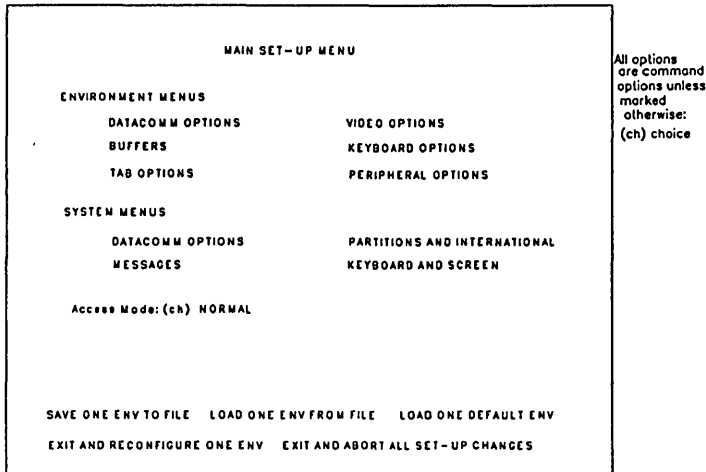 MAIN SET-UP MENU
All options
are command
options unless
marked
otherwise:
(ch) choice
ENVIRONMENT MENUS
DATACOMM OPTIONS VIDEO OPTIONS
BUFFERS KEYBOARD OPTIONS
TAB OPTIONS PERIPHERAL OPTIONS
SYSTEM MENUS
DATACOMM OPTIONS PARTITIONS AND INTERNATIONAL
MESSAGES KEYBOARD AND SCREEN
Access Mode: (ch) NORMAL
SAVE ONE ENV TO FILE LOAD ONE ENV FROM FILE LOAD ONE DEFAULT ENV
EXIT AND RECONFIGURE ONE ENV EXIT AND ABORT ALL SET-UP CHANGES